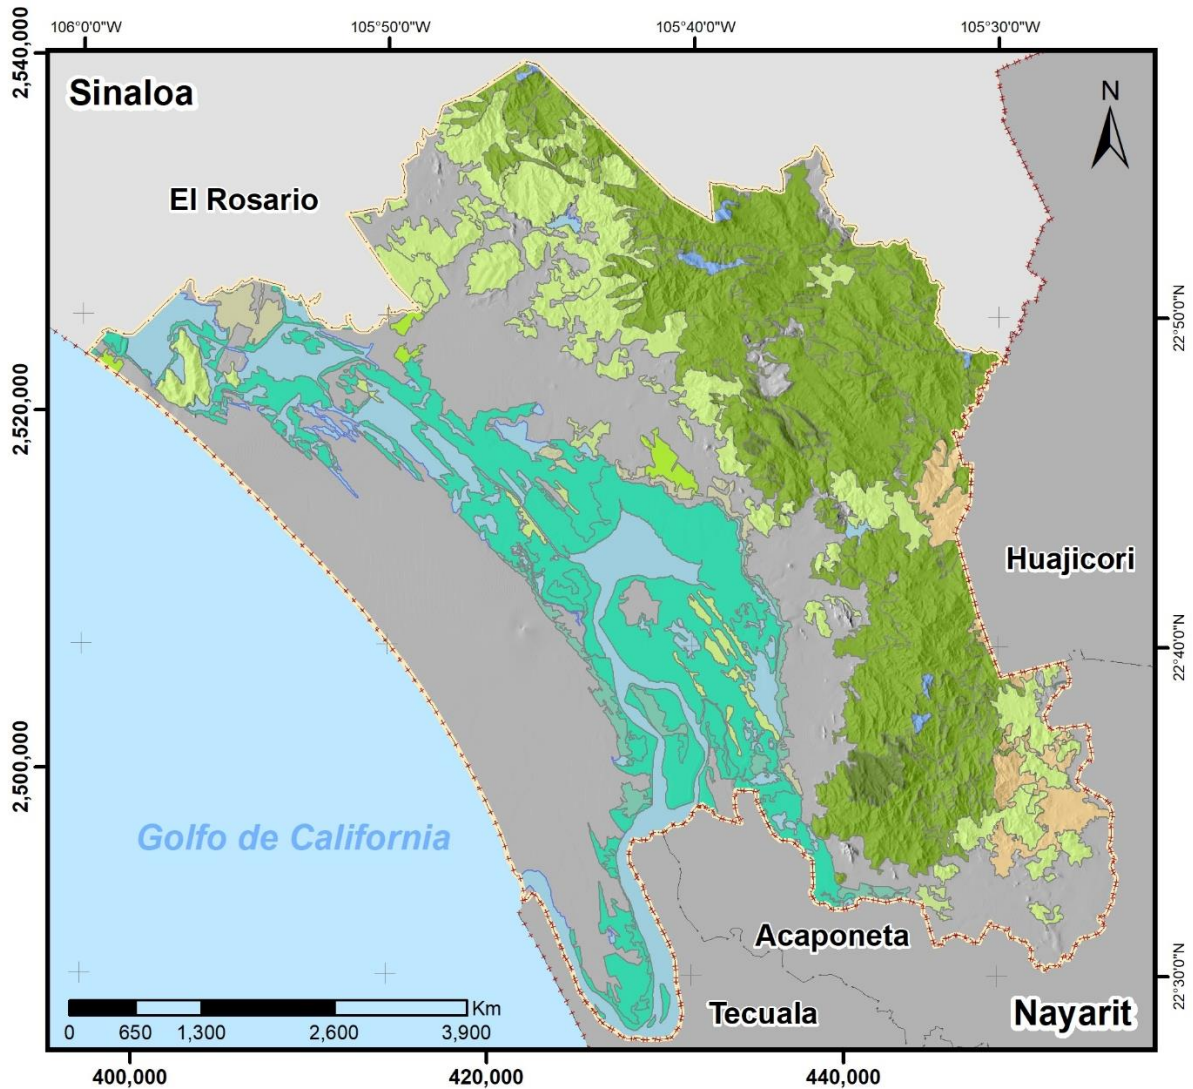 106°0'0"W 105°50'0"W 105°40'0"W 105°30'0"W
2,540,000
Sinaloa
N
El Rosario
22°50'0"N
2,520,000
Huajicori
22°40'0"N
2,500,000
Golfo de California
Acaponeta
22°30'0"N
Km
0 650 1,300 2,600 3,900
Tecuala
Nayarit
400,000 420,000 440,000